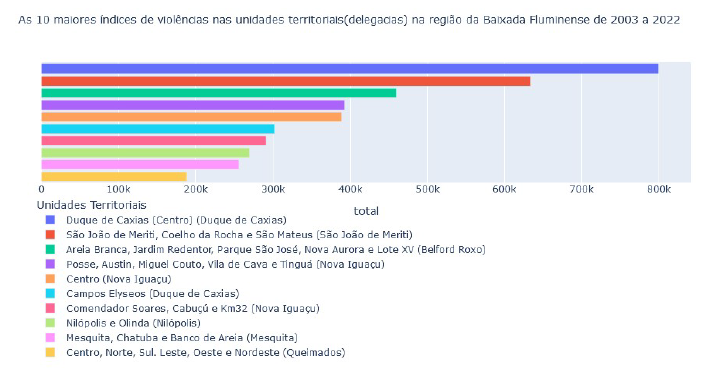 As 10 maiores índices de violências nas unidades territoriais(delegacias) na região da Baixada Fluminense de 2003 a 2022
0 100k 200k 300k 400k 500k 600k 700k 800k
total
Unidades Territoriais
Duque de Caxias (Centro) (Duque de Caxias)
São João de Meriti, Coelho da Rocha e São Mateus (São João de Meriti)
Areia Branca, Jardim Redentor, Parque São José, Nova Aurora e Lote XV (Belford Roxo)
Posse, Austin, Miguel Couto, Vila de Cava e Tinguá (Nova Iguaçu)
Centro (Nova Iguaçu)
Campos Elyseos (Duque de Caxias)
Comendador Soares, Cabuçú e Km32 (Nova Iguaçu)
Nilópolis e Olinda (Nilópolis)
Mesquita, Chatuba e Banco de Areia (Mesquita)
Centro, Norte, Sul. Leste, Oeste e Nordeste (Queimados)